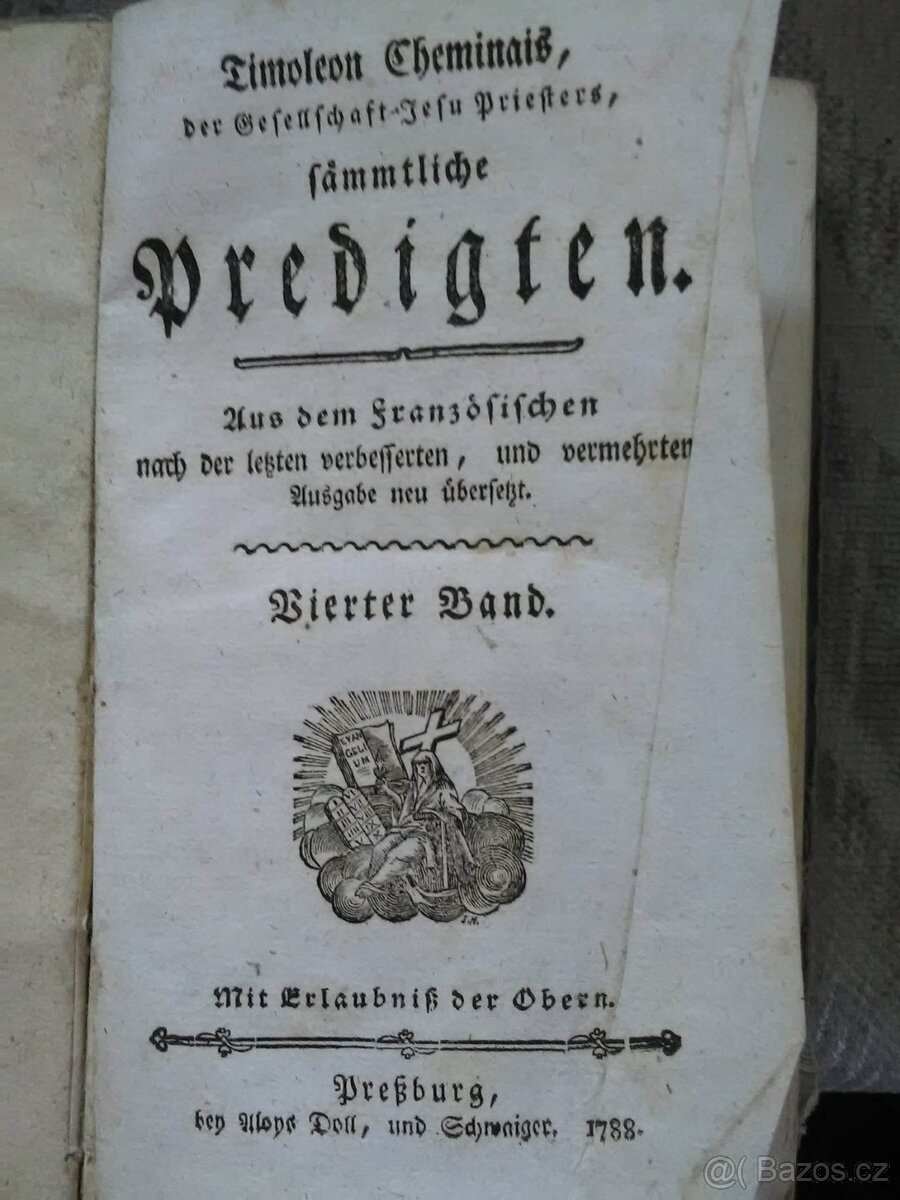 Timoleon Cheminais,
der Gesellschaft-Jesu Priesters,
sämmtliche
Predigten.
Aus dem Französischen
nach der letzten verbesserten, und vermehrten
Ausgabe neu übersetzt.
Vierter Band.
EVAN
GELI
UM
J.M.
Mit Erlaubniß der Obern.
Preßburg,
bey Aloys Doll, und Schwaiger. 1788.
@( Bazos.cz